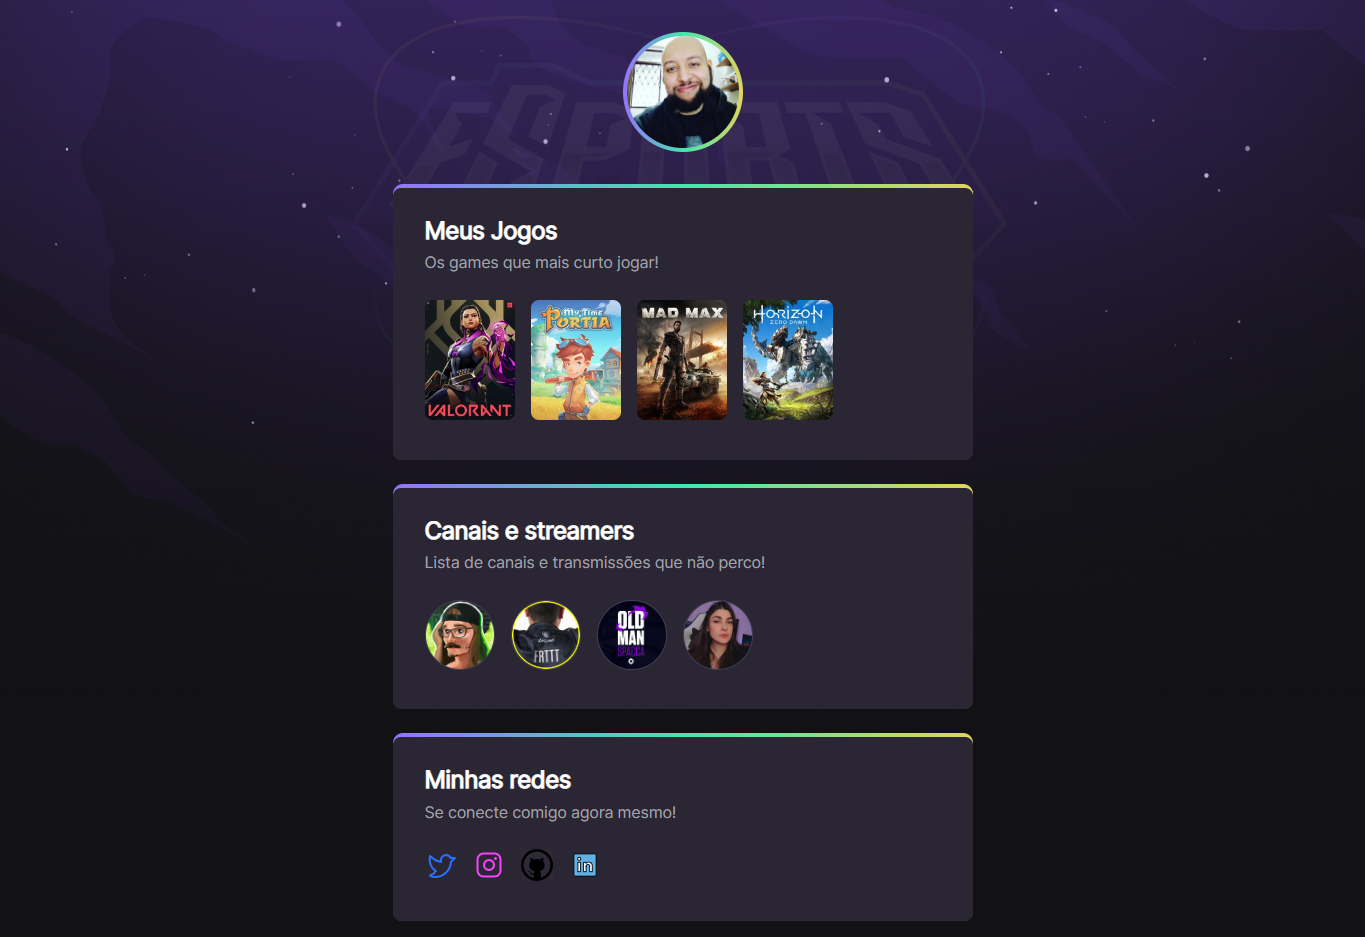 ESPORTS
Meus Jogos
Os games que mais curto jogar!
VALORANT
My Time
PORTIA
MAD MAX
HORIZON
ZERO DAWN
Canais e streamers
Lista de canais e transmissões que não perco!
FRTTT
OLD
MAN
SPACCA
Minhas redes
Se conecte comigo agora mesmo!
in